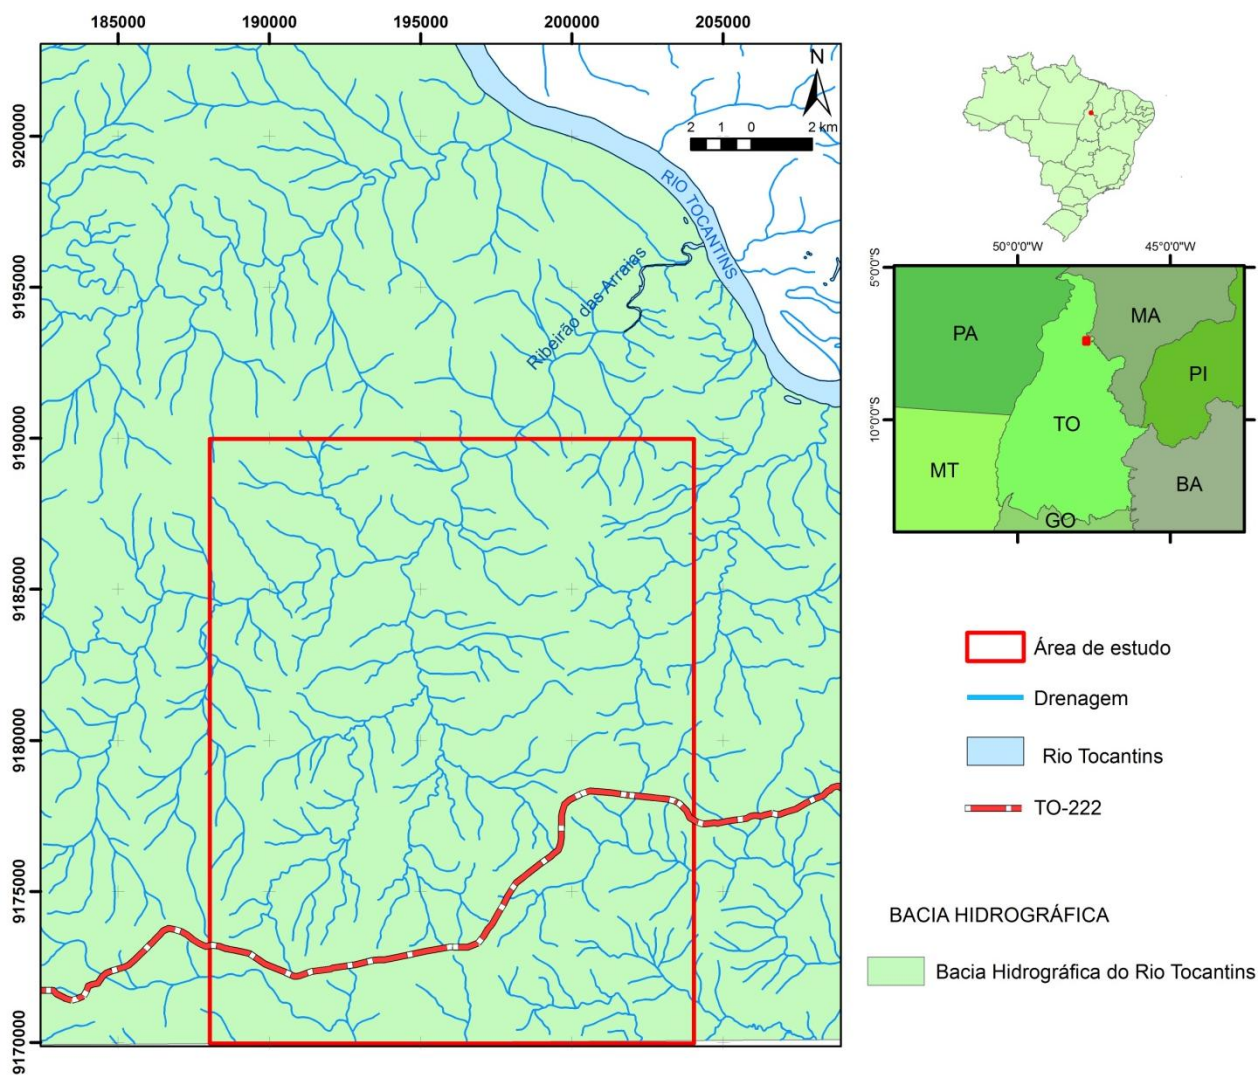 185000 190000 195000 200000 205000
9200000
9195000
9190000
9185000
9180000
9175000
9170000
N
2 1 0 2 km
RIO TOCANTINS
Ribeirão das Arraias
50°0'0"W 45°0'0"W
5°0'0"S
10°0'0"S
PA
MA
PI
TO
MT
BA
GO
Área de estudo
Drenagem
Rio Tocantins
TO-222
BACIA HIDROGRÁFICA
Bacia Hidrográfica do Rio Tocantins